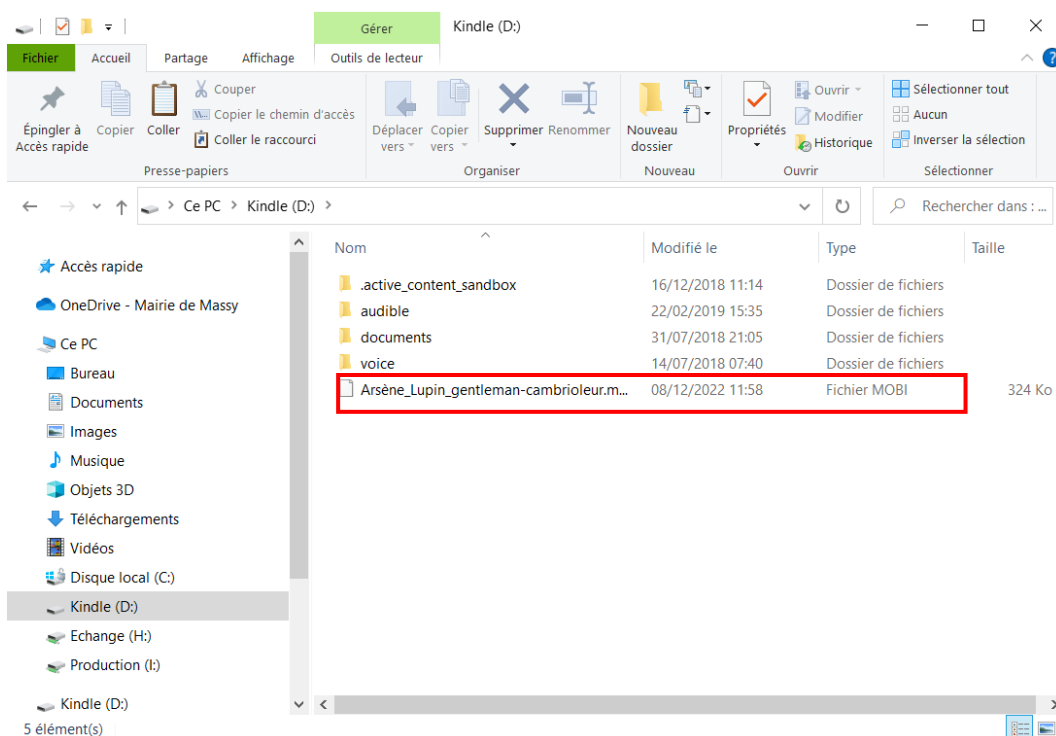 Gérer
Kindle (D:)
Fichier
Accueil
Partage
Affichage
Outils de lecteur
?
Épingler à
Accès rapide
Copier
Coller
Couper
Copier le chemin d'accès
Coller le raccourci
Presse-papiers
Déplacer
vers
Copier
vers
Supprimer
Renommer
Organiser
Nouveau
dossier
Nouveau
Propriétés
Ouvrir
Modifier
Historique
Ouvrir
Sélectionner tout
Aucun
Inverser la sélection
Sélectionner
Ce PC > Kindle (D:) >
Rechercher dans : ...
Accès rapide
OneDrive - Mairie de Massy
Ce PC
Bureau
Documents
Images
Musique
Objets 3D
Téléchargements
Vidéos
Disque local (C:)
Kindle (D:)
Echange (H:)
Production (I:)
Kindle (D:)
Nom Modifié le Type Taille
.active_content_sandbox 16/12/2018 11:14 Dossier de fichiers
audible 22/02/2019 15:35 Dossier de fichiers
documents 31/07/2018 21:05 Dossier de fichiers
voice 14/07/2018 07:40 Dossier de fichiers
Arsène_Lupin_gentleman-cambrioleur.m... 08/12/2022 11:58 Fichier MOBI 324 Ko
5 élément(s)